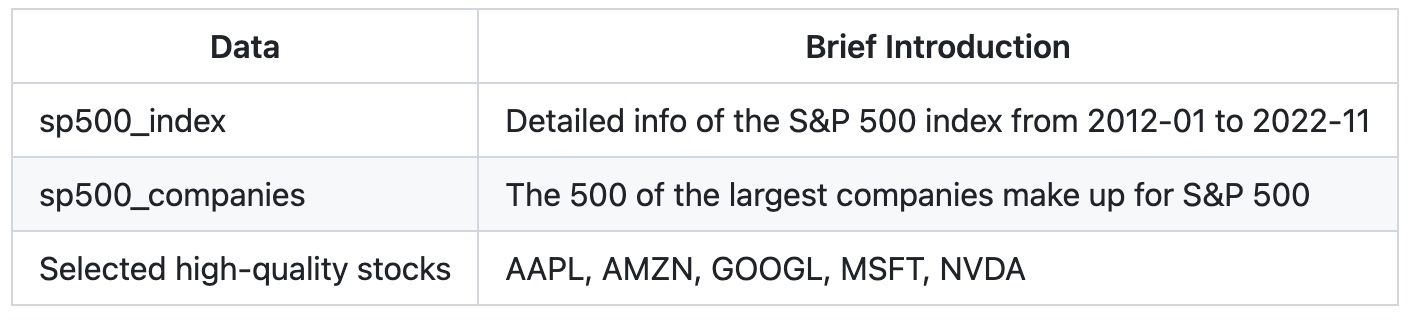 Data
Brief Introduction
sp500_index
Detailed info of the S&P 500 index from 2012-01 to 2022-11
sp500_companies
The 500 of the largest companies make up for S&P 500
Selected high-quality stocks
AAPL, AMZN, GOOGL, MSFT, NVDA